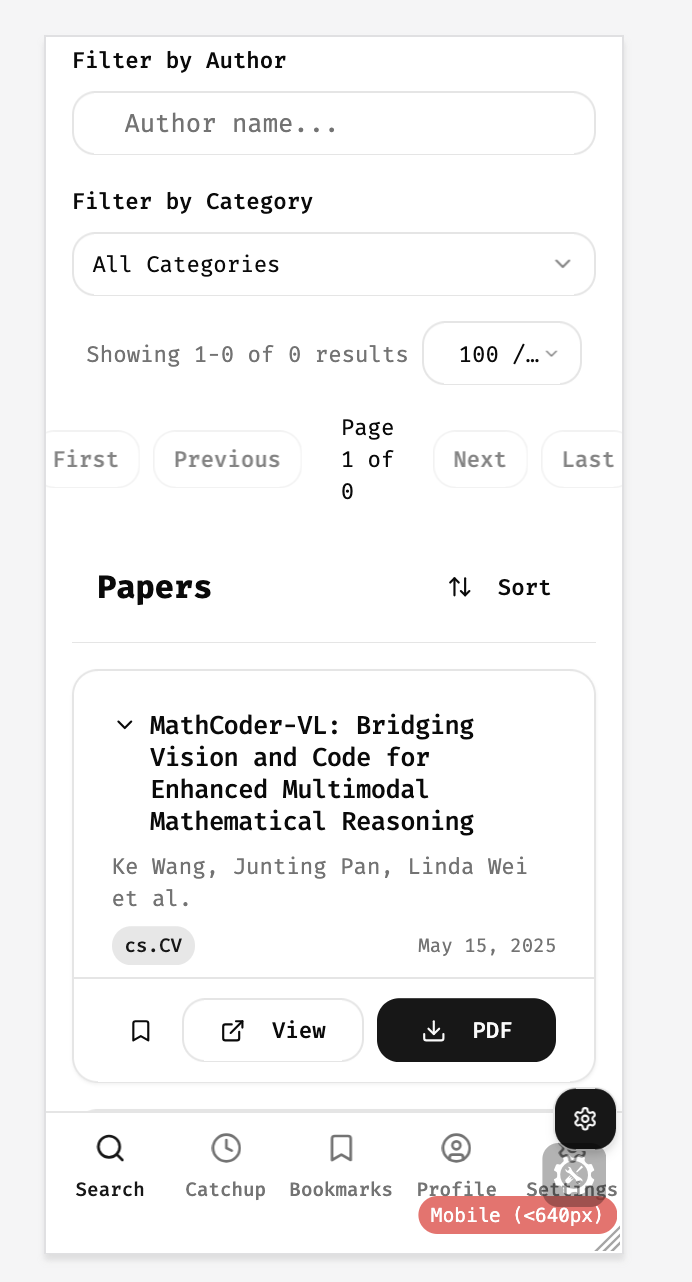 Filter by Author
Author name...
Filter by Category
All Categories
Showing 1-0 of 0 results
100 /…
First
Previous
Page
1 of
0
Next
Last
Papers
Sort
MathCoder-VL: Bridging
Vision and Code for
Enhanced Multimodal
Mathematical Reasoning
Ke Wang, Junting Pan, Linda Wei
et al.
cs.CV
May 15, 2025
View
PDF
Search
Catchup
Bookmarks
Profile
Settings
Mobile (<640px)